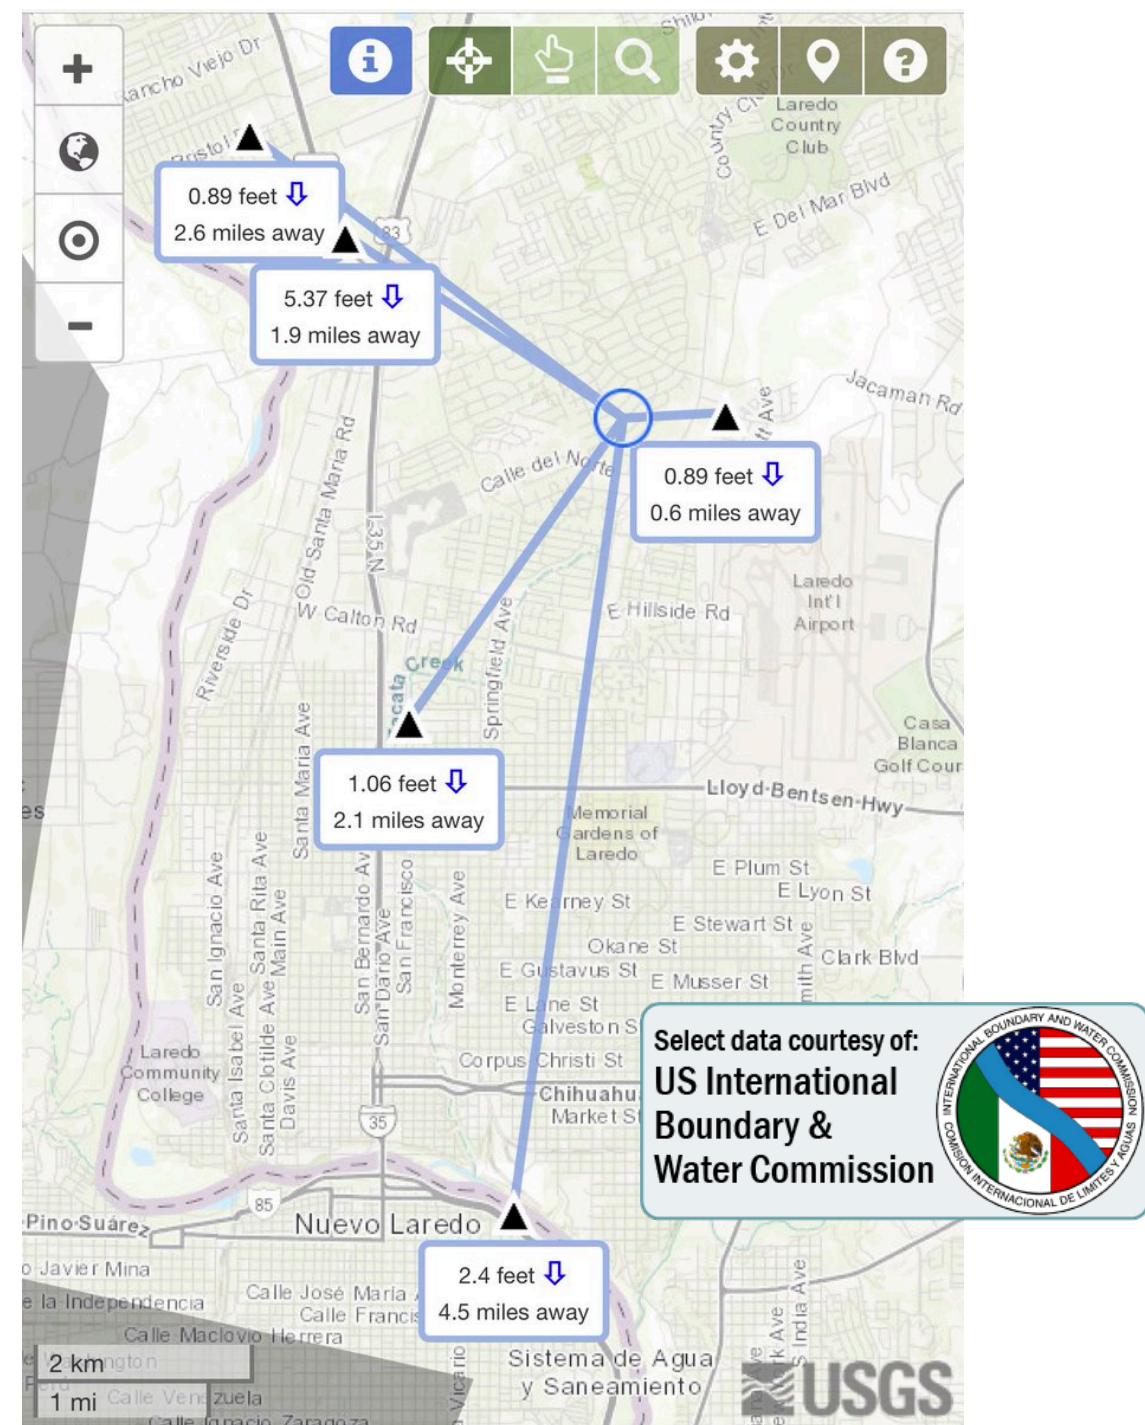 Rancho Viejo Dr
Laredo
Country
Club
E Del Mar Blvd
0.89 feet
2.6 miles away
83
5.37 feet
1.9 miles away
Jacaman Rd
Calle del Norte
0.89 feet
0.6 miles away
Old Santa Maria Rd
I-35 N
Riverside Dr
W Calton Rd
Springfield Ave
E Hillside Rd
Laredo
Int'l
Airport
Creek
Santa Maria Ave
1.06 feet
2.1 miles away
Casa
Blanca
Golf Cour
Lloyd-Bentsen-Hwy
Memorial
Gardens of
Laredo
E Plum St
E Lyon St
San Ignacio Ave
Santa Rita Ave
Main Ave
San Bernardo Av
San Dario Ave
San Francisco
Monterrey Ave
E Kearney St
E Stewart St
Okane St
Clark Blvd
E Gustavus St
E Musser St
mith Ave
E Lane St
Galveston S
Corpus Christi St
Chihuahu
Market St
Laredo
Community
College
Santa Isabel Ave
Santa Clotilde Ave
Davis Ave
35
85
Select data courtesy of:
US International
Boundary &
Water Commission
INTERNATIONAL BOUNDARY AND WATER COMMISSION
COMISION INTERNACIONAL DE LIMITES Y AGUAS
Pino Suárez
Nuevo Laredo
2.4 feet
4.5 miles away
o Javier Mina
e la Independencia
Calle José María
Calle Francis
Calle Maclovio Herrera
S India Ave
Sistema de Agua
y Saneamiento
2 km
1 mi
Calle Venezuela
Calle Ignacio Zaragoza
USGS